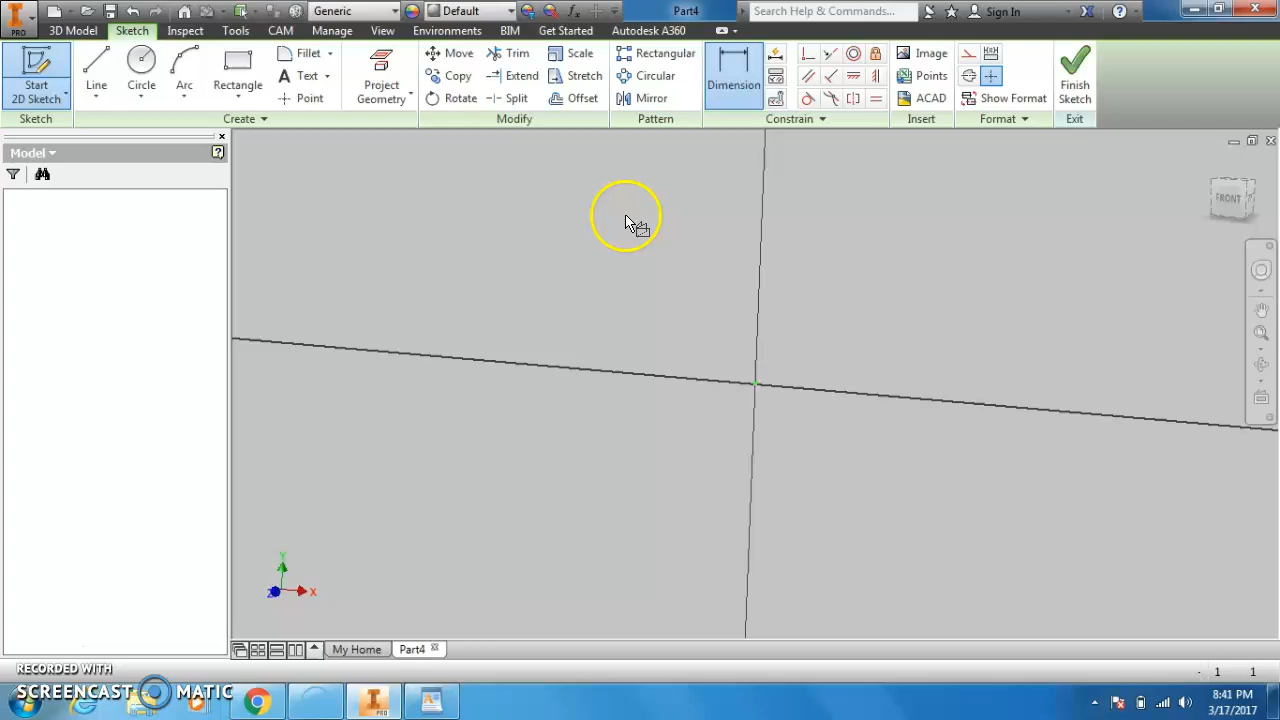 Generic Default Part4 Search Help & Commands... Sign In
PRO 3D Model Sketch Inspect Tools CAM Manage View Environments BIM Get Started Autodesk A360
Start
2D Sketch
Line
Circle
Arc
Rectangle
Fillet
Text
Point
Project
Geometry
Move
Copy
Rotate
Trim
Extend
Split
Scale
Stretch
Offset
Rectangular
Circular
Mirror
Dimension
Image
Points
ACAD
Show Format
Finish
Sketch
Sketch Create Modify Pattern Constrain Insert Format Exit
Model
FRONT
Y
X
Z
My Home Part4
1 1
RECORDED WITH
SCREENCAST MATIC
PRO
8:41 PM
3/17/2017